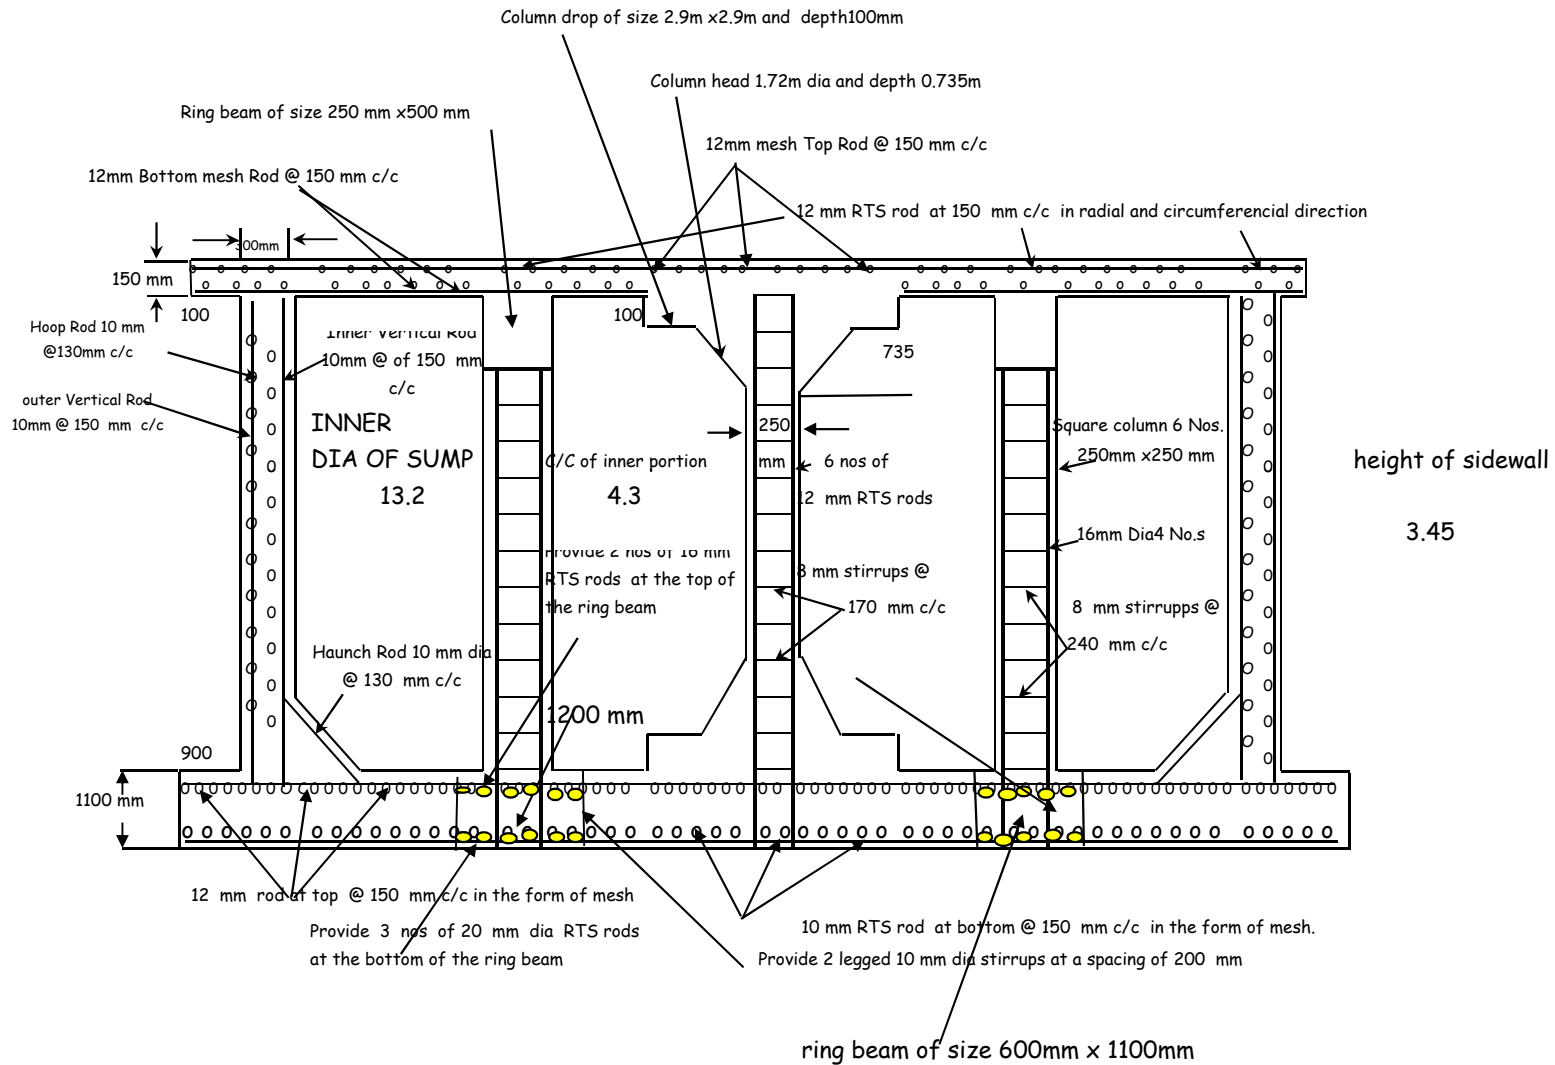 Column drop of size 2.9m x2.9m and depth100mm
Column head 1.72m dia and depth 0.735m
Ring beam of size 250 mm x500 mm
12mm mesh Top Rod @ 150 mm c/c
12mm Bottom mesh Rod @ 150 mm c/c
12 mm RTS rod at 150 mm c/c in radial and circumferencial direction
300mm
150 mm
100
100
Hoop Rod 10 mm
@130mm c/c
Inner Vertical Rod
10mm @ of 150 mm
c/c
735
outer Vertical Rod
10mm @ 150 mm c/c
INNER
DIA OF SUMP
13.2
C/C of inner portion
4.3
250
mm
6 nos of
12 mm RTS rods
Square column 6 Nos.
250mm x250 mm
height of sidewall
3.45
16mm Dia4 No.s
Provide 2 nos of 16 mm
RTS rods at the top of
the ring beam
8 mm stirrups @
170 mm c/c
8 mm stirrupps @
240 mm c/c
Haunch Rod 10 mm dia
@ 130 mm c/c
1200 mm
900
1100 mm
12 mm rod at top @ 150 mm c/c in the form of mesh
Provide 3 nos of 20 mm dia RTS rods
at the bottom of the ring beam
10 mm RTS rod at bottom @ 150 mm c/c in the form of mesh.
Provide 2 legged 10 mm dia stirrups at a spacing of 200 mm
ring beam of size 600mm x 1100mm